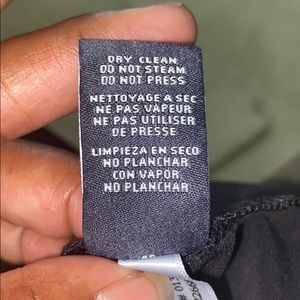 DRY CLEAN
DO NOT STEAM
DO NOT PRESS
NETTOYAGE A SEC
NE PAS VAPEUR
NE PAS UTILISER
DE PRESSE
LIMPIEZA EN SECO
NO PLANCHAR
CON VAPOR
NO PLANCHAR